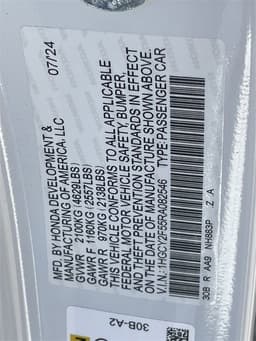 MFD. BY HONDA DEVELOPMENT & 07/24
MANUFACTURING OF AMERICA, LLC
GVWR 2100KG (4629LBS)
GAWR F 1160KG (2557LBS)
GAWR R 970KG (2138LBS)
THIS VEHICLE CONFORMS TO ALL APPLICABLE
FEDERAL MOTOR VEHICLE SAFETY, BUMPER,
AND THEFT PREVENTION STANDARDS IN EFFECT
ON THE DATE OF MANUFACTURE SHOWN ABOVE.
V.I.N.: 1HGCY2F55RA082546 TYPE:PASSENGER CAR
30B R AA9 NH883P Z A
30B-A2